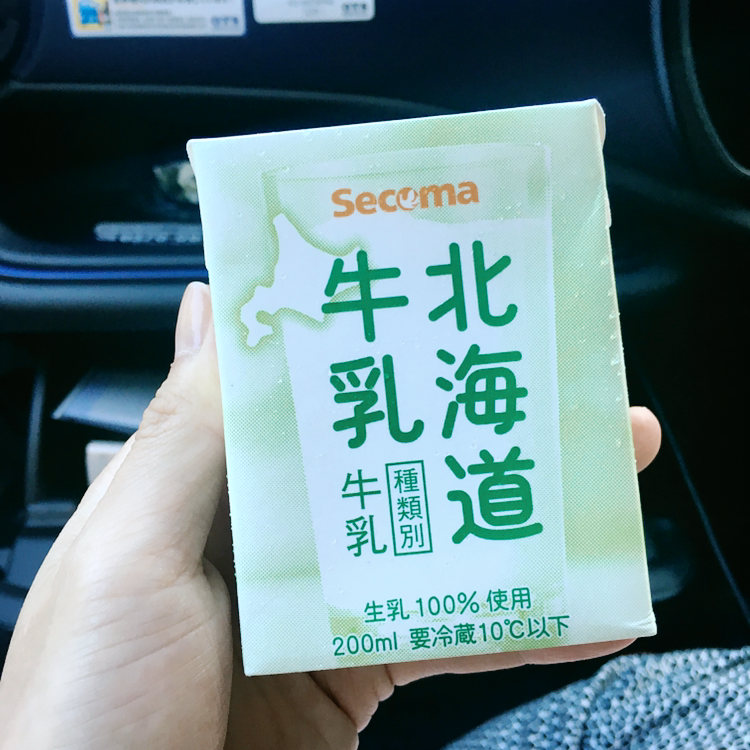 Secoma
北海道
牛乳
種類別
牛乳
生乳100%使用
200ml 要冷蔵10℃以下